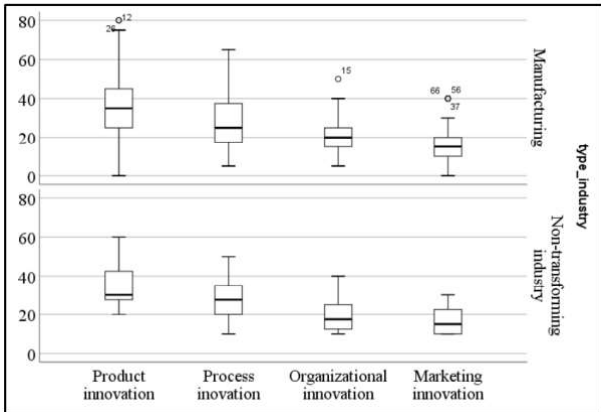 80
60
40
20
0
12
26
15
66 56
37
Manufacturing
80
60
40
20
0
Non-transforming
industry
type_industry
Product
innovation
Process
inovation
Organizational
innovation
Marketing
innovation